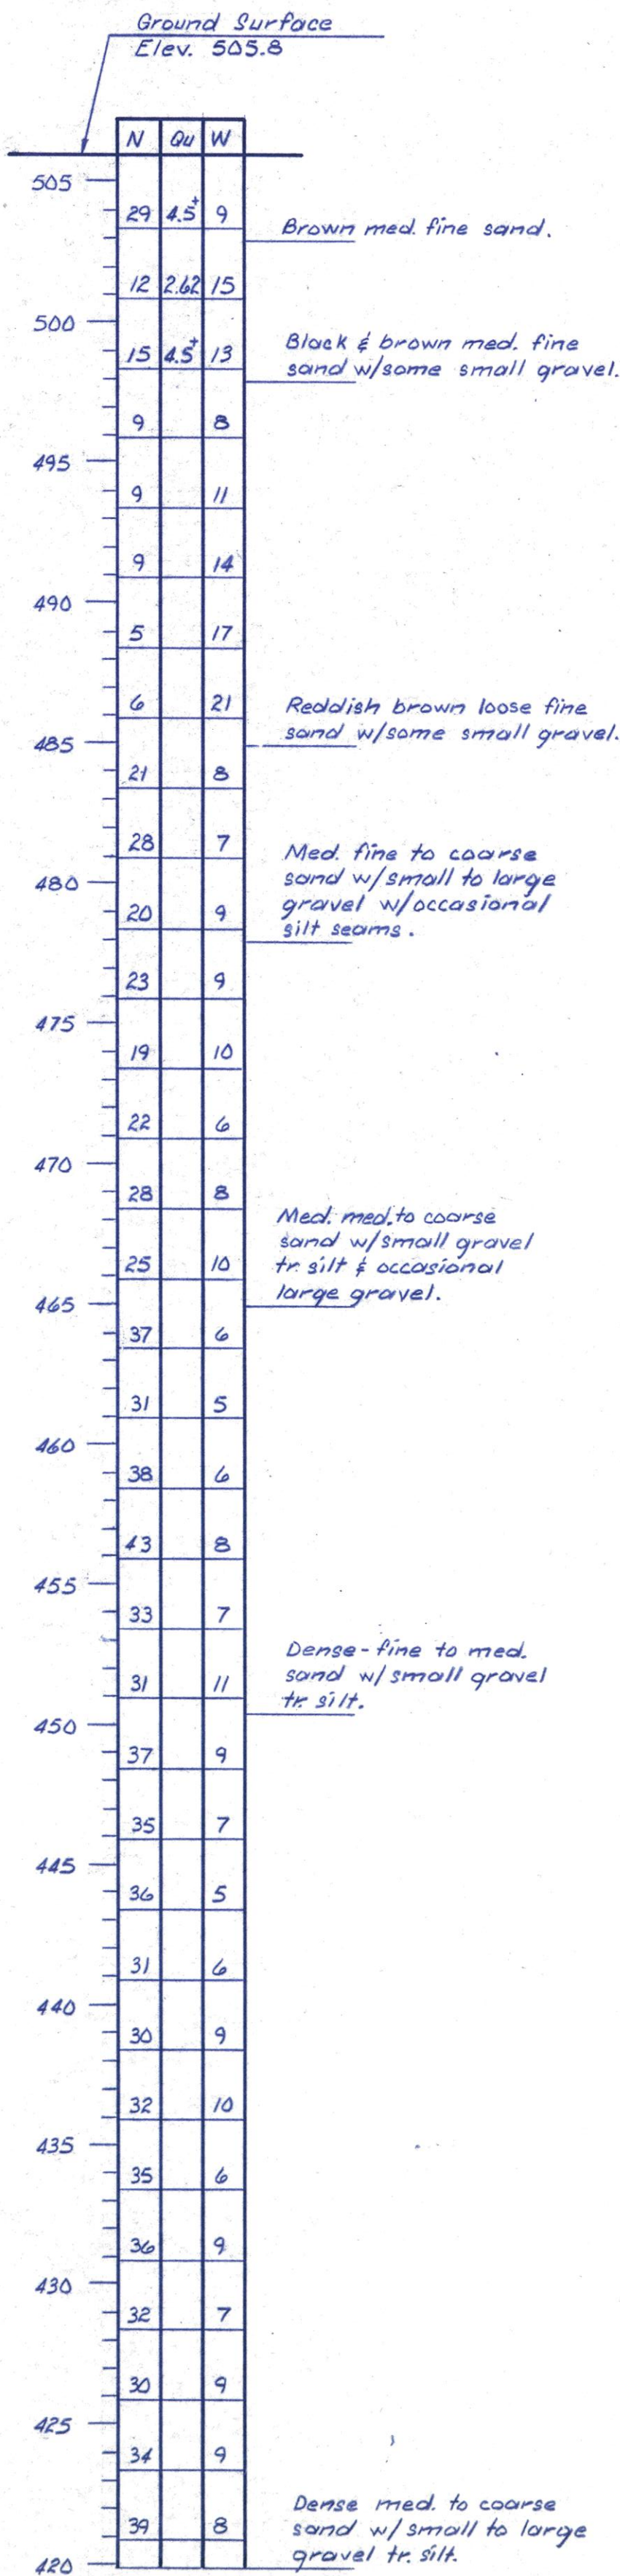 Ground Surface
Elev. 505.8
N Qu W
505
29 4.5+ 9
Brown med. fine sand.
12 2.62 15
500
15 4.5+ 13
Black & brown med. fine
sand w/some small gravel.
9 8
495
9 11
9 14
490
5 17
6 21
Reddish brown loose fine
sand w/some small gravel.
485
21 8
28 7
Med. fine to coarse
sand w/small to large
gravel w/occasional
silt seams.
480
20 9
23 9
475
19 10
22 6
470
28 8
Med. med. to coarse
sand w/small gravel
tr. silt & occasional
large gravel.
25 10
465
37 6
31 5
460
38 6
43 8
455
33 7
Dense-fine to med.
sand w/small gravel
tr. silt.
31 11
450
37 9
35 7
445
36 5
31 6
440
30 9
32 10
435
35 6
36 9
430
32 7
30 9
425
34 9
39 8
Dense med. to coarse
sand w/ small to large
gravel tr. silt.
420